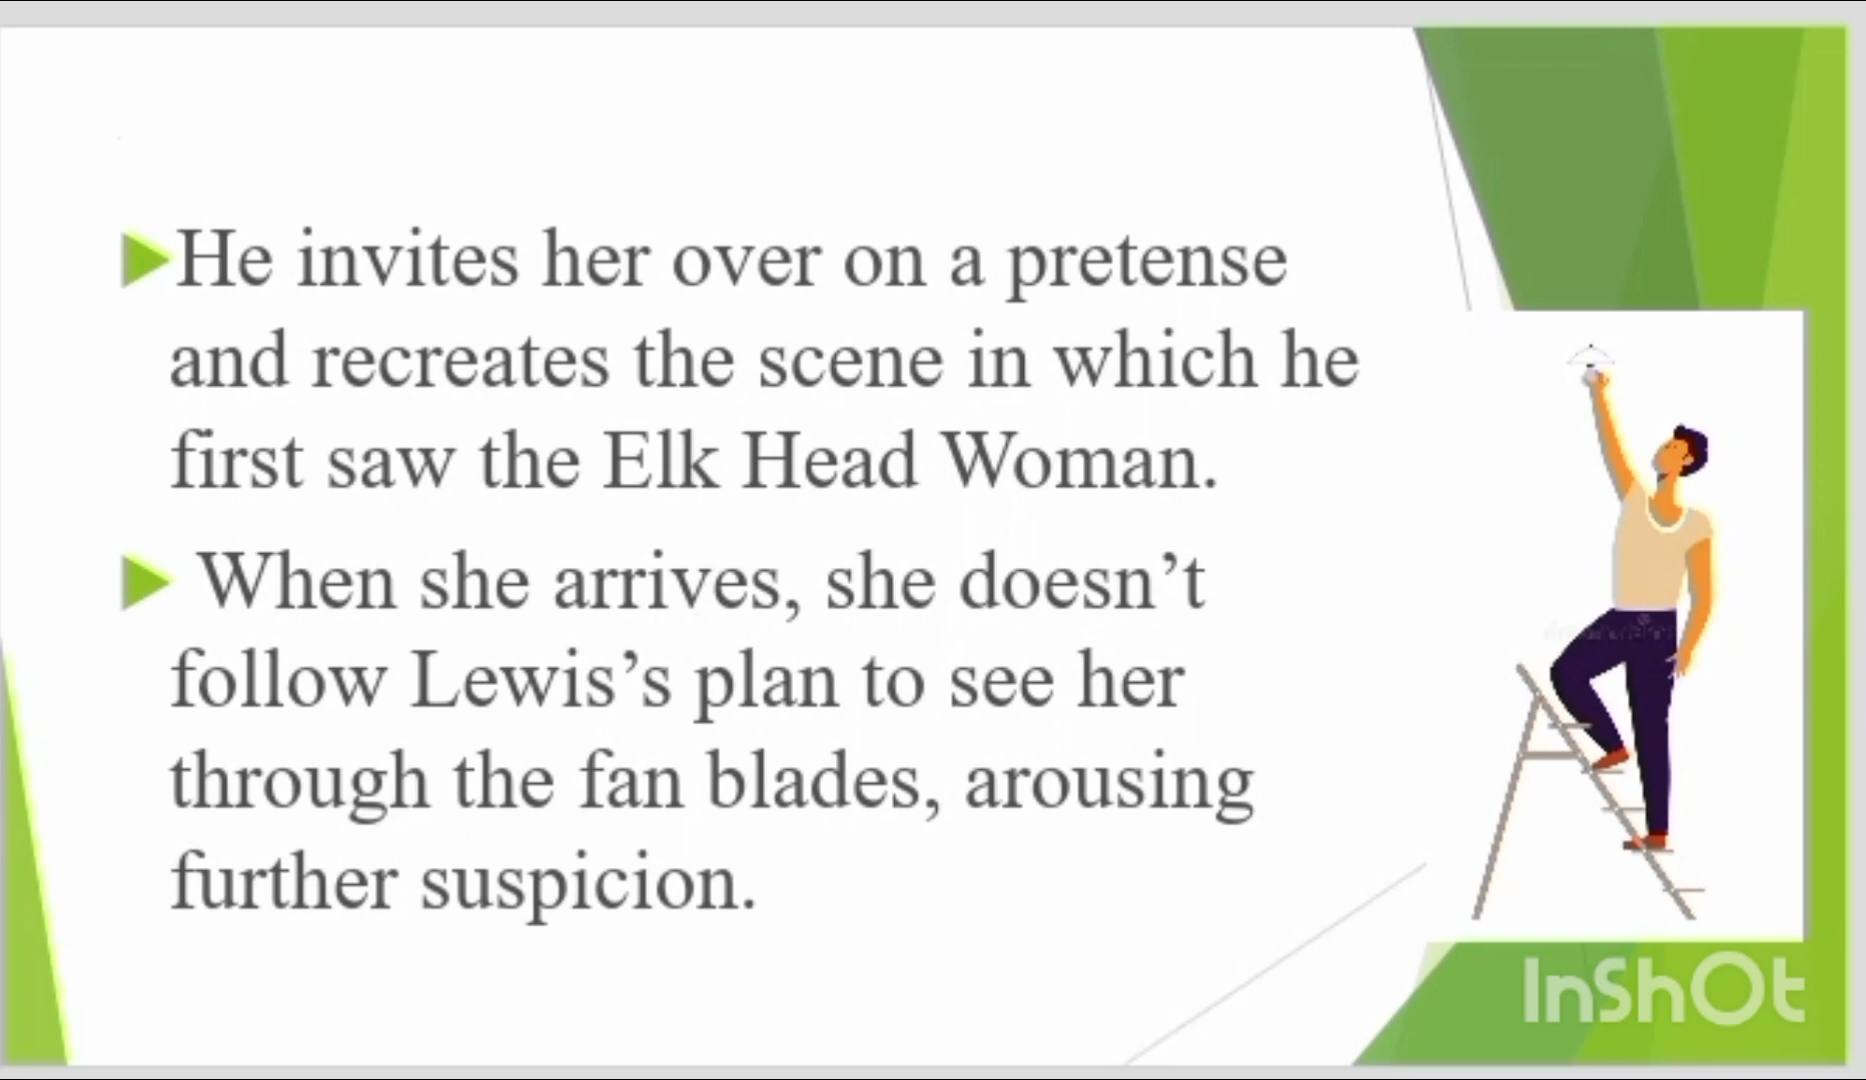 He invites her over on a pretense
and recreates the scene in which he
first saw the Elk Head Woman.
When she arrives, she doesn’t
follow Lewis’s plan to see her
through the fan blades, arousing
further suspicion.
InShOt